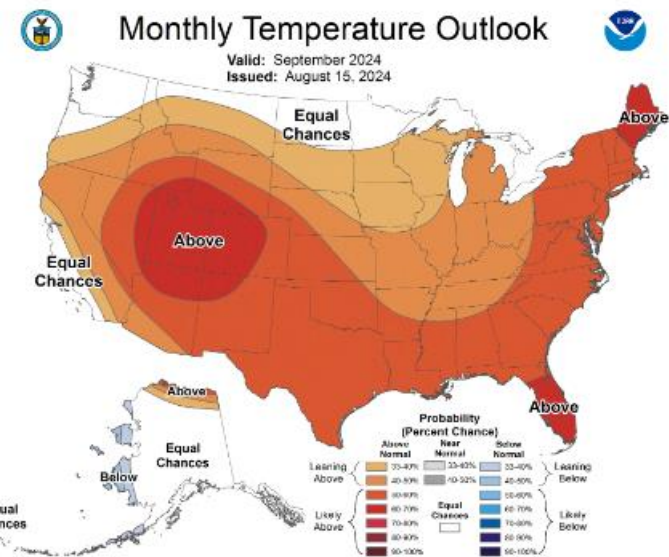 Monthly Temperature Outlook
Valid: September 2024
Issued: August 15, 2024
Equal
Chances
Above
Above
Equal
Chances
Above
Above
Equal
Chances
Below
ual
nces
Probability
(Percent Chance)
Above
Normal
Near
Normal
Below
Normal
Leaning
Above
33-40%
33-40%
33-40%
Leaning
Below
40-50%
40-50%
40-50%
Likely
Above
50-60%
60-70%
70-80%
80-90%
90-100%
Equal
Chances
50-60%
60-70%
70-80%
80-90%
90-100%
Likely
Below